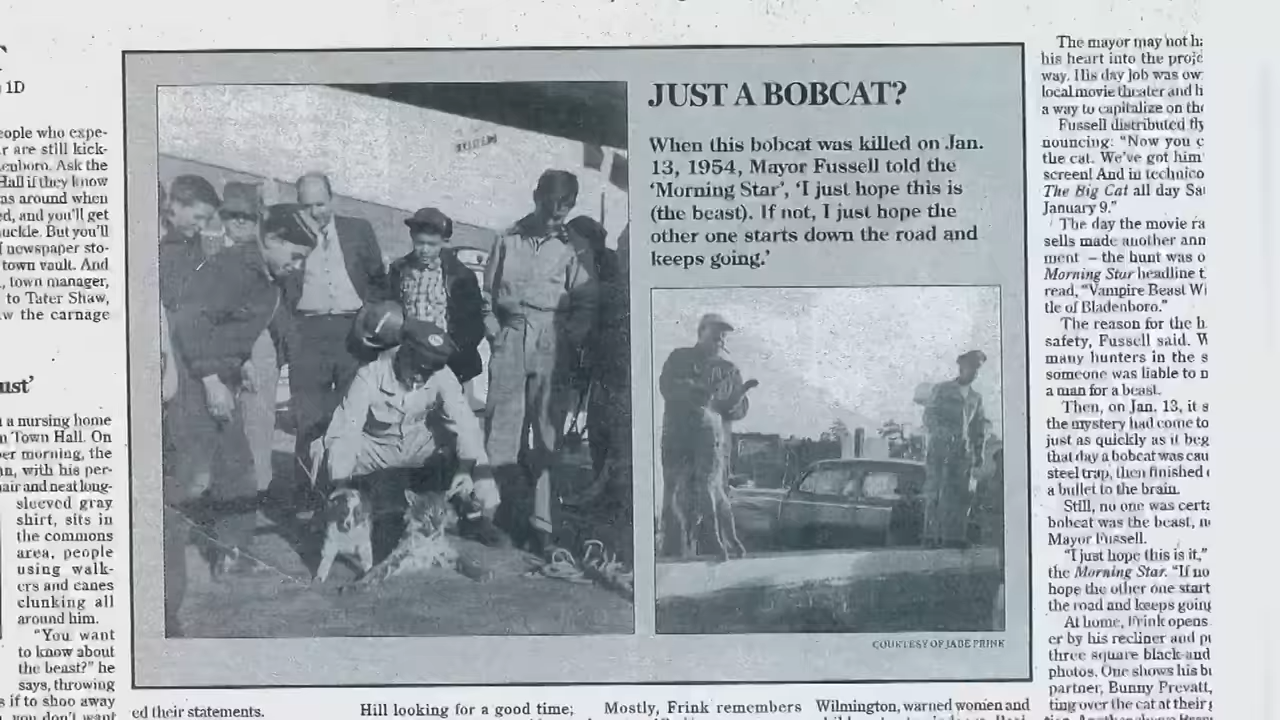 1D
eople who expe-
r are still kick-
enboro. Ask the
Hall if they know
ns around when
ed, and you'll get
uckle. But you'll
f newspaper sto-
town vault. And
, town manager,
to Tater Shaw,
w the carnage
ust'
a nursing home
n Town Hall. On
er morning, the
an, with his per-
air and neat long-
sleeved gray
shirt, sits in
the commons
area, people
using walk-
ers and canes
clunking all
around him.
"You want
to know about
the beast?" he
says, throwing
s if to shoo away
you don't want
JUST A BOBCAT?
When this bobcat was killed on Jan.
13, 1954, Mayor Fussell told the
'Morning Star', 'I just hope this is
(the beast). If not, I just hope the
other one starts down the road and
keeps going.'
COURTESY OF JABE FRINK
ed their statements.
Hill looking for a good time;
Mostly, Frink remembers
Wilmington, warned women and
The mayor may not ha
his heart into the proje
way. His day job was ow
local movie theater and h
a way to capitalize on the
Fussell distributed fly
nouncing: "Now you c
the cat. We've got him
screen! And in technico
The Big Cat all day Sat
January 9."
The day the movie ra
sells made another ann
ment – the hunt was o
Morning Star headline t
read, "Vampire Beast Wi
tle of Bladenboro."
The reason for the h
safety, Fussell said. W
many hunters in the s
someone was liable to n
a man for a beast.
Then, on Jan. 13, it s
the mystery had come to
just as quickly as it beg
that day a bobcat was cau
steel trap, then finished
a bullet to the brain.
Still, no one was certa
bobcat was the beast, n
Mayor Fussell.
"I just hope this is it,"
the Morning Star. "If no
hope the other one start
the road and keeps going
At home, Frink opens
er by his recliner and pu
three square black-and
photos. One shows his bu
partner, Bunny Prevatt,
ting over the cat at their g